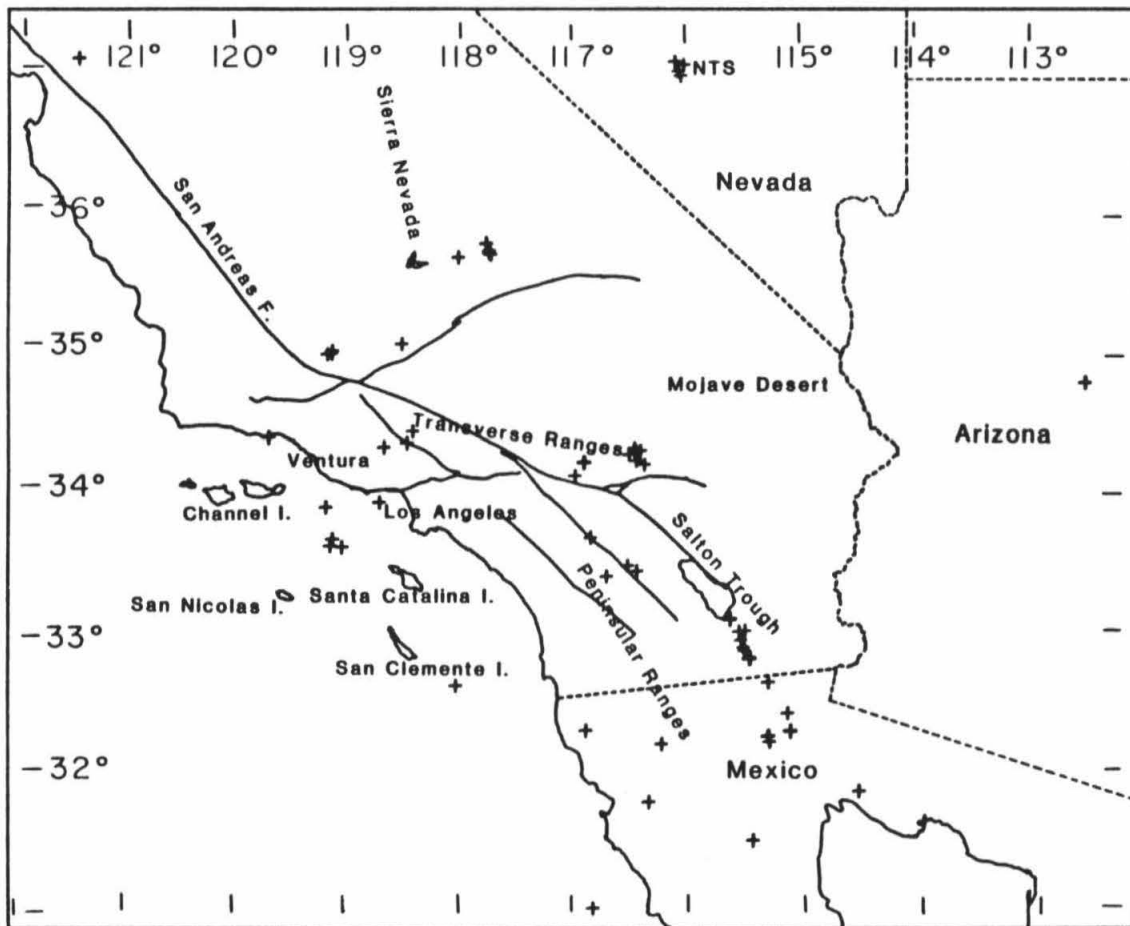 121° 120° 119° 118° 117° 115° 114° 113°
NTS
Sierra Nevada
Nevada
36°
San Andreas F.
35°
Mojave Desert
Transverse Ranges
Arizona
Ventura
34°
Channel I.
Los Angeles
Salton Trough
Peninsular Ranges
San Nicolas I.
Santa Catalina I.
33°
San Clemente I.
32°
Mexico